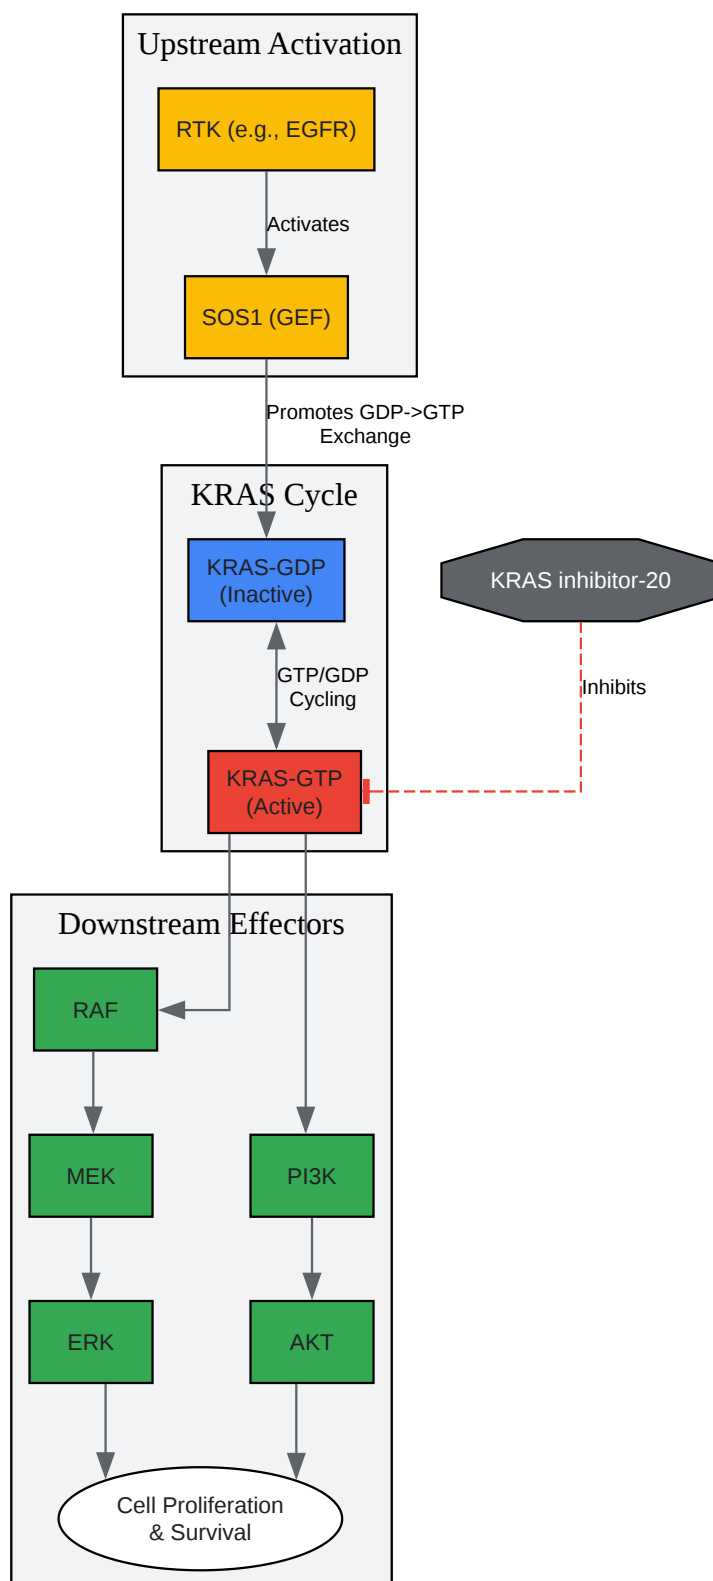 Upstream Activation
RTK (e.g., EGFR)
Activates
SOS1 (GEF)
Promotes GDP->GTP
Exchange
KRAS Cycle
KRAS-GDP
(Inactive)
KRAS inhibitor-20
GTP/GDP
Cycling
Inhibits
KRAS-GTP
(Active)
Downstream Effectors
RAF
MEK
PI3K
ERK
AKT
Cell Proliferation
& Survival